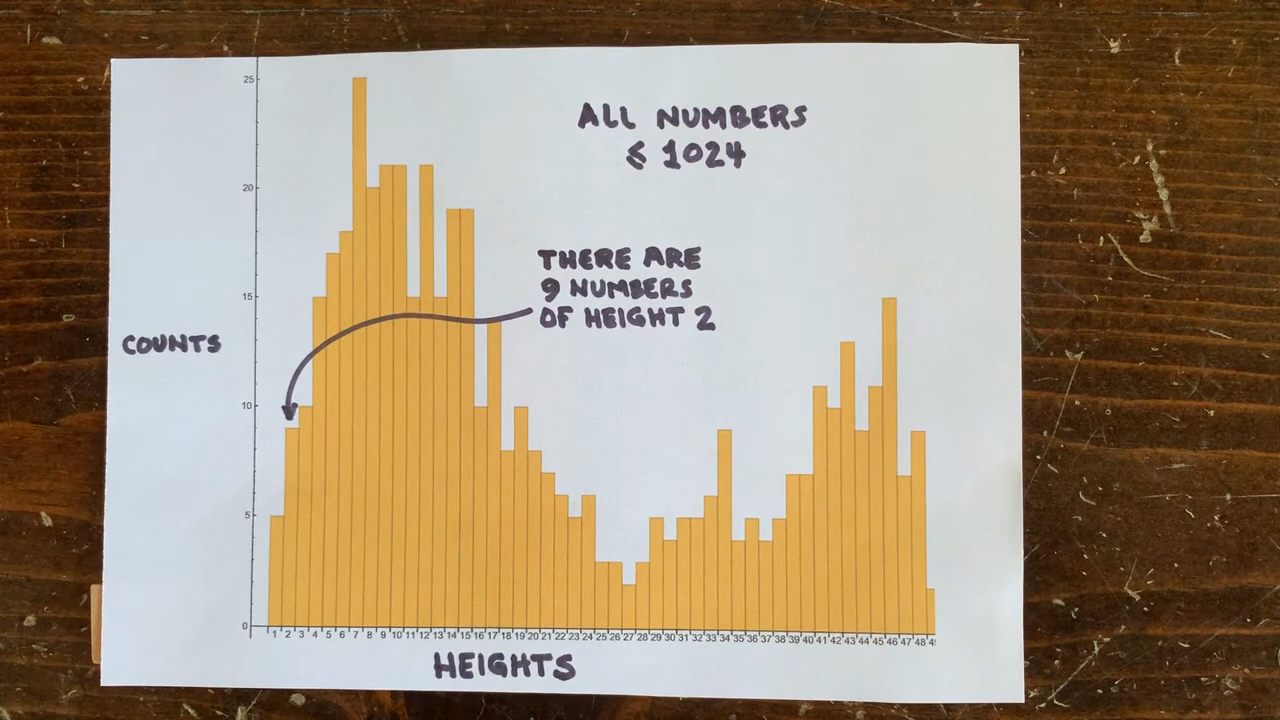 25
ALL NUMBERS
≤ 1024
20
THERE ARE
9 NUMBERS
OF HEIGHT 2
15
COUNTS
10
5
0
1 2 3 4 5 6 7 8 9 10 11 12 13 14 15 16 17 18 19 20 21 22 23 24 25 26 27 28 29 30 31 32 33 34 35 36 37 38 39 40 41 42 43 44 45 46 47 48
HEIGHTS